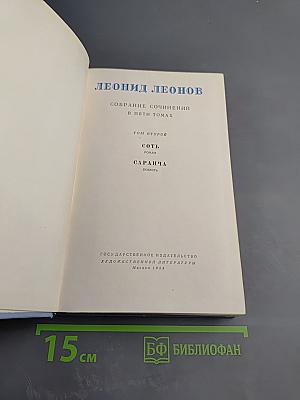 ЛЕОНИД ЛЕОНОВ
СОБРАНИЕ СОЧИНЕНИЙ
В ПЯТИ ТОМАХ
ТОМ ВТОРОЙ
СОТЬ
РОМАН
САРАНЧА
ПОВЕСТЬ
ГОСУДАРСТВЕННОЕ ИЗДАТЕЛЬСТВО
ХУДОЖЕСТВЕННОЙ ЛИТЕРАТУРЫ
Москва 1953
15 см
БФ БИБЛИОФАН